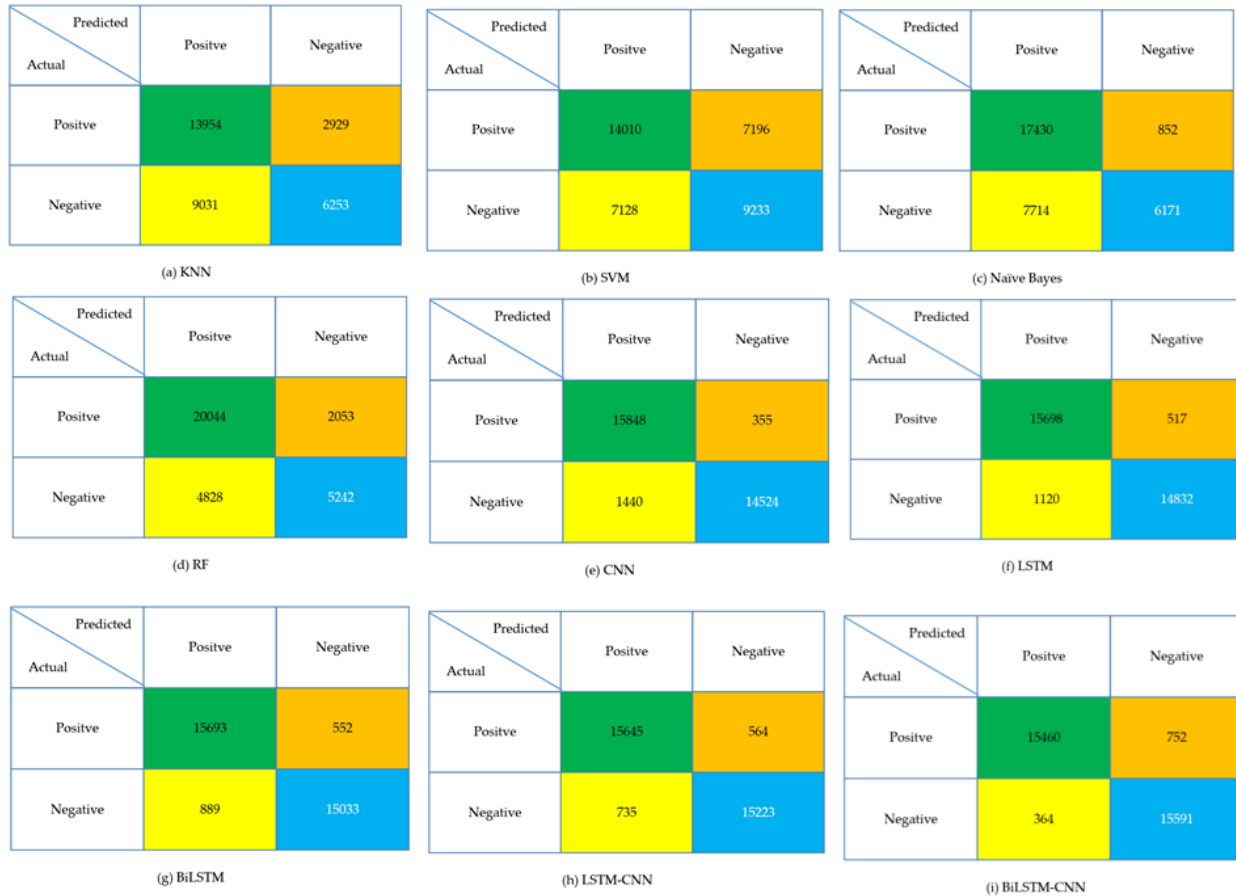 Predicted
Positve Negative
Actual
Positve 13954 2929
Negative 9031 6253
(a) KNN
Predicted
Positve Negative
Actual
Positve 14010 7196
Negative 7128 9233
(b) SVM
Predicted
Positve Negative
Actual
Positve 17430 852
Negative 7714 6171
(c) Naïve Bayes
Predicted
Positve Negative
Actual
Positve 20044 2053
Negative 4828 5242
(d) RF
Predicted
Positve Negative
Actual
Positve 15848 355
Negative 1440 14524
(e) CNN
Predicted
Positve Negative
Actual
Positve 15698 517
Negative 1120 14832
(f) LSTM
Predicted
Positve Negative
Actual
Positve 15693 552
Negative 889 15033
(g) BiLSTM
Predicted
Positve Negative
Actual
Positve 15645 564
Negative 735 15223
(h) LSTM-CNN
Predicted
Positve Negative
Actual
Positve 15460 752
Negative 364 15591
(i) BiLSTM-CNN